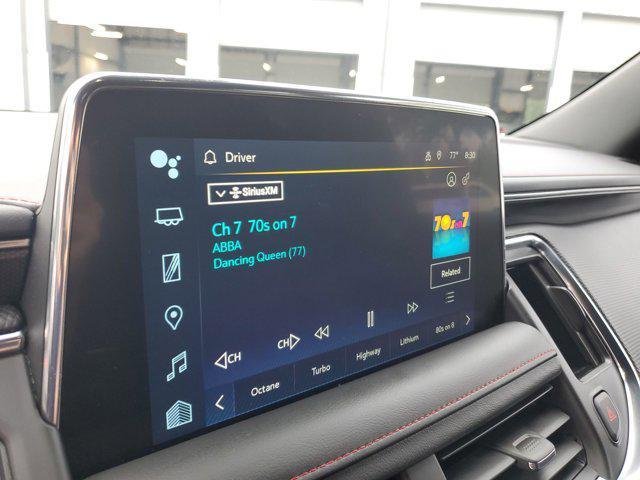 Driver
77° 8:30
SiriusXM
Ch 7 70s on 7
ABBA
Dancing Queen (77)
70s on 7
Related
CH CH
Octane Turbo Highway Lithium 80s on 8